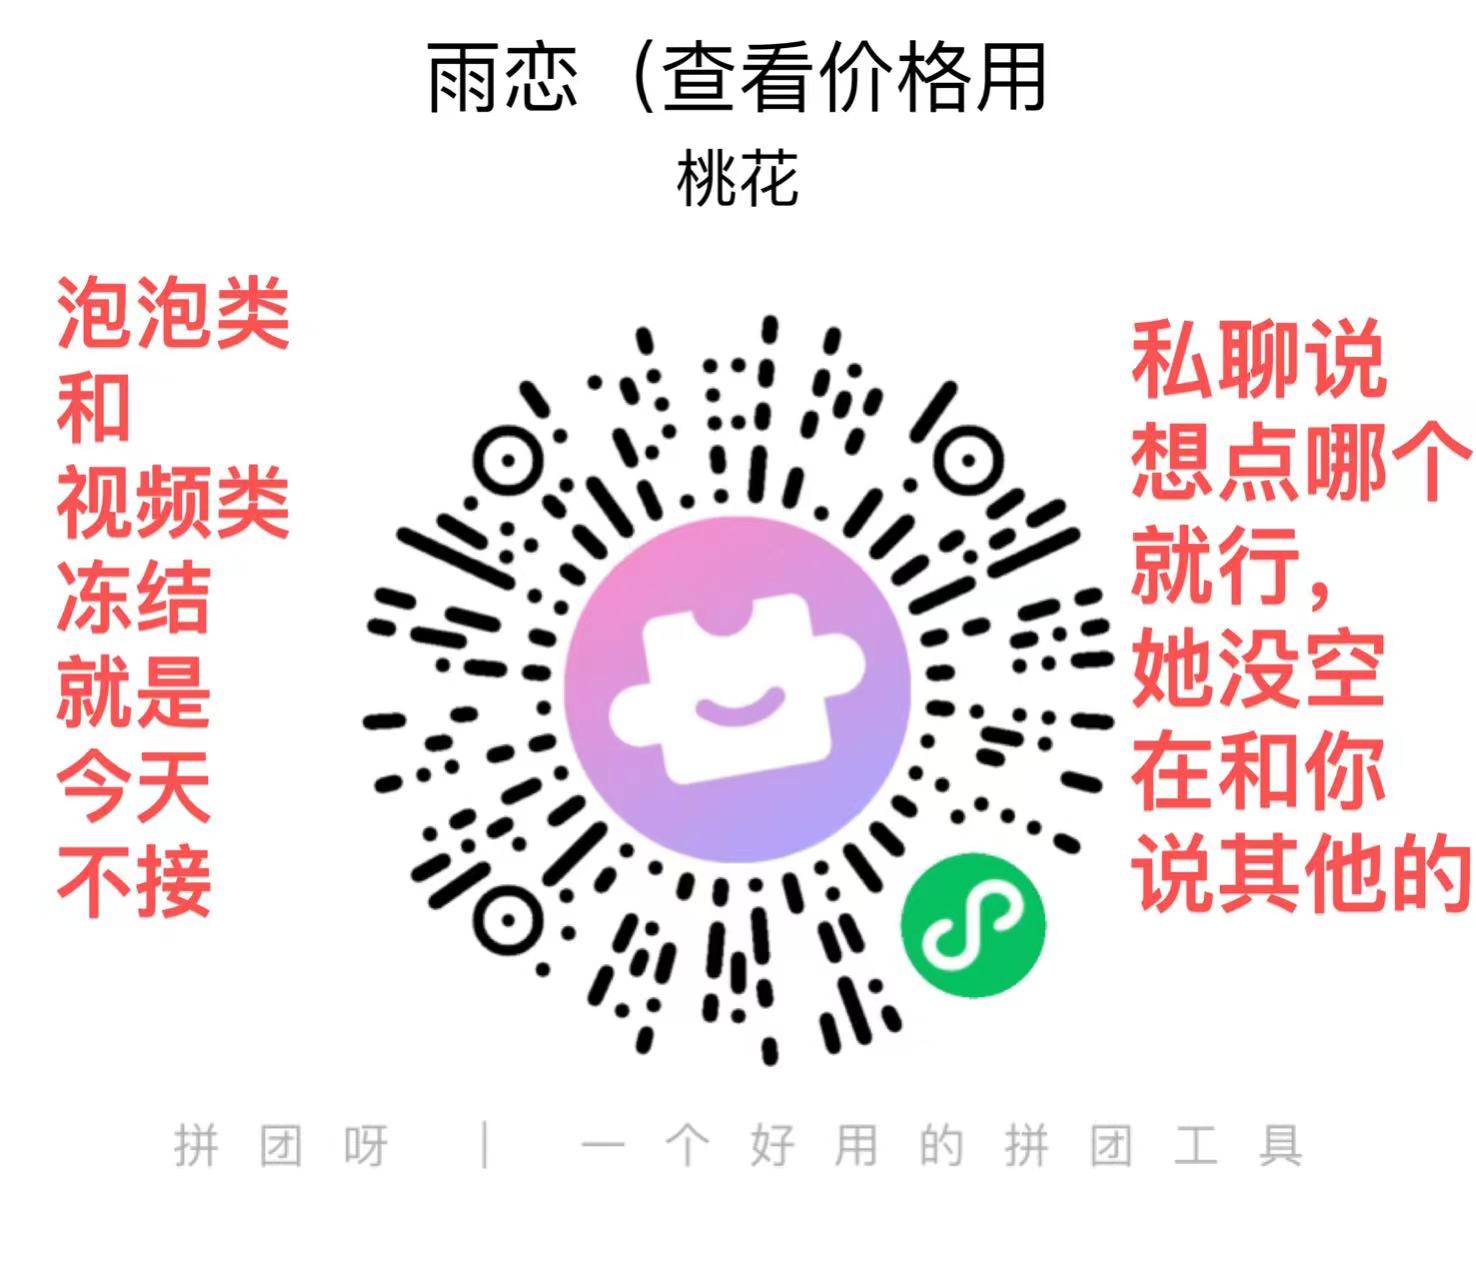 雨恋（查看价格用
桃花
泡泡类
和
视频类
冻结
就是
今天
不接
私聊说
想点哪个
就行，
她没空
在和你
说其他的
拼团呀 | 一个好用的拼团工具